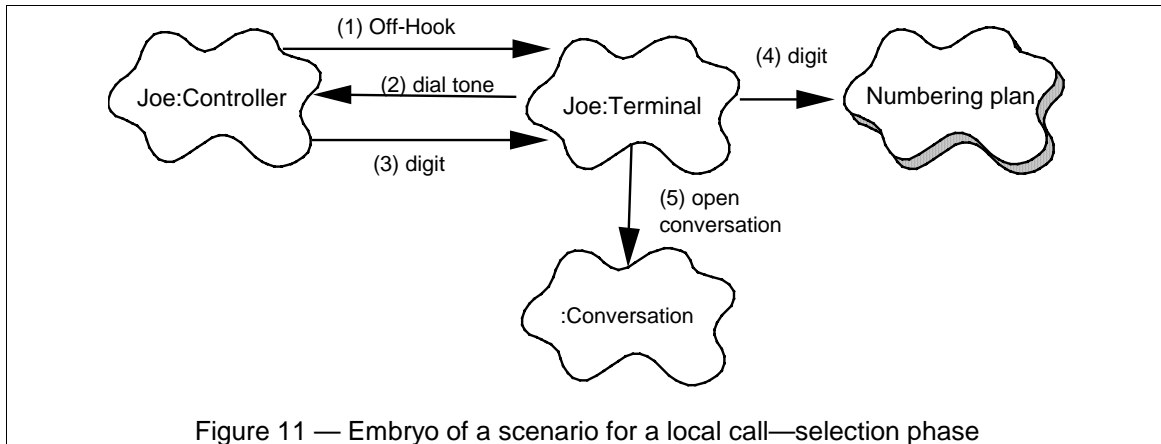 (1) Off-Hook
(4) digit
Joe:Controller
(2) dial tone
Joe:Terminal
Numbering plan
(3) digit
(5) open
conversation
:Conversation
Figure 11 — Embryo of a scenario for a local call—selection phase